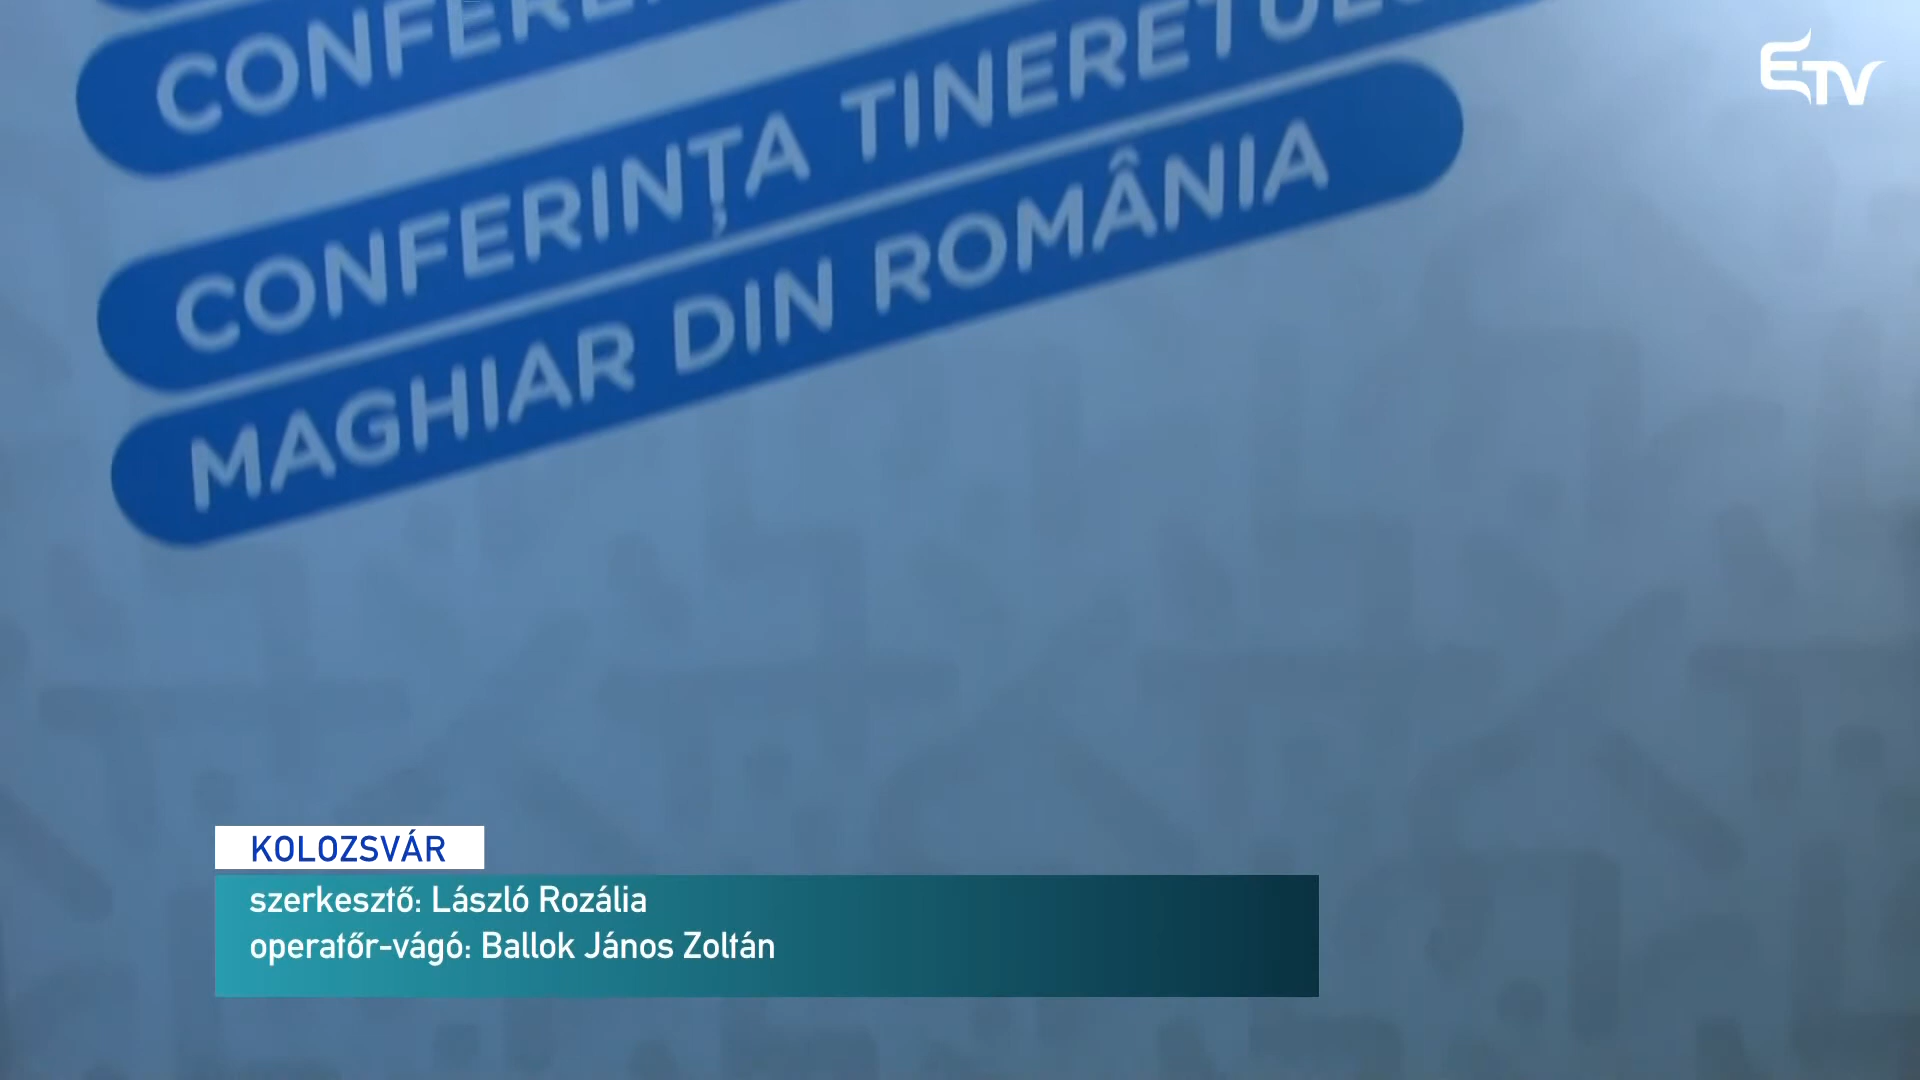 CONFERINȚA TINERETULUI
MAGHIAR DIN ROMÂNIA
ETV
KOLOZSVÁR
szerkesztő: László Rozália
operatőr-vágó: Ballok János Zoltán